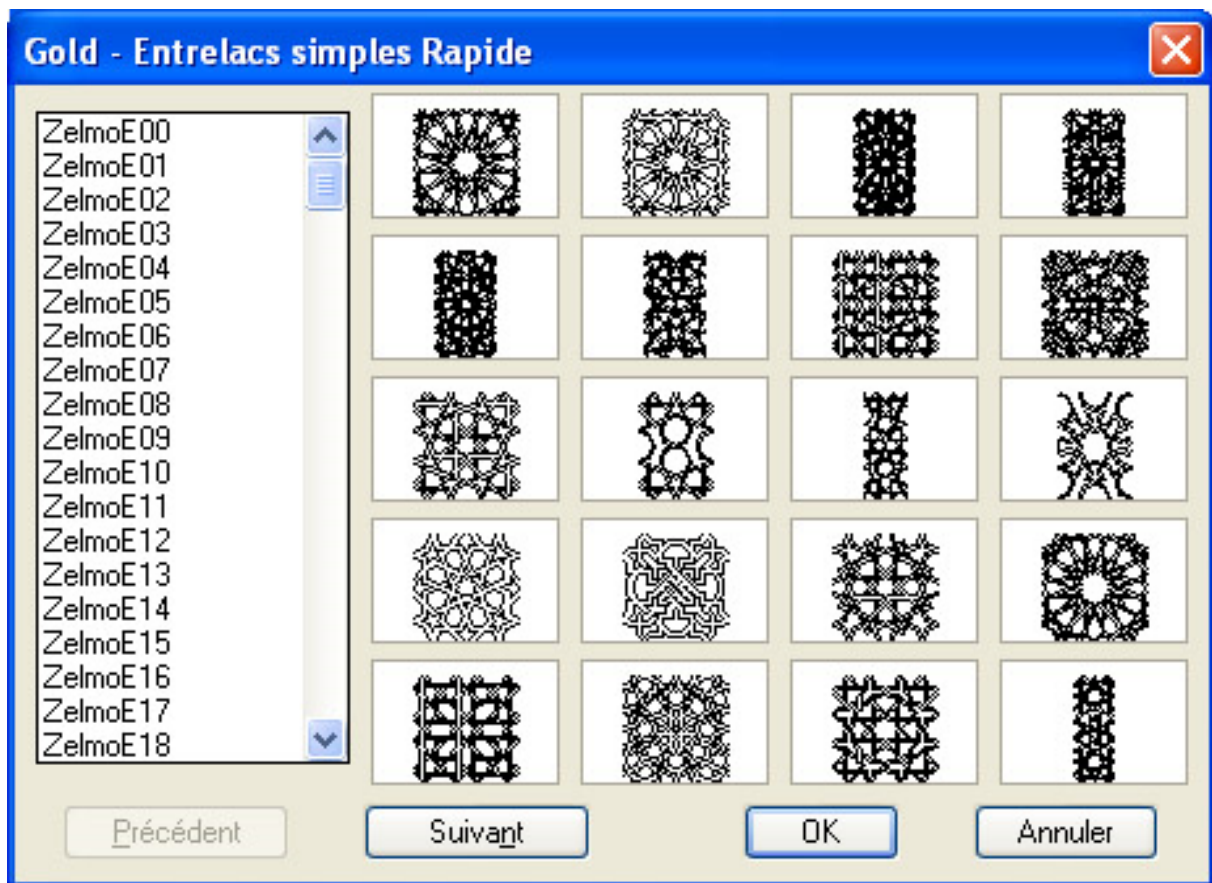 Gold - Entrelacs simples Rapide
ZelmoE00
ZelmoE01
ZelmoE02
ZelmoE03
ZelmoE04
ZelmoE05
ZelmoE06
ZelmoE07
ZelmoE08
ZelmoE09
ZelmoE10
ZelmoE11
ZelmoE12
ZelmoE13
ZelmoE14
ZelmoE15
ZelmoE16
ZelmoE17
ZelmoE18
Précédent Suivant OK Annuler